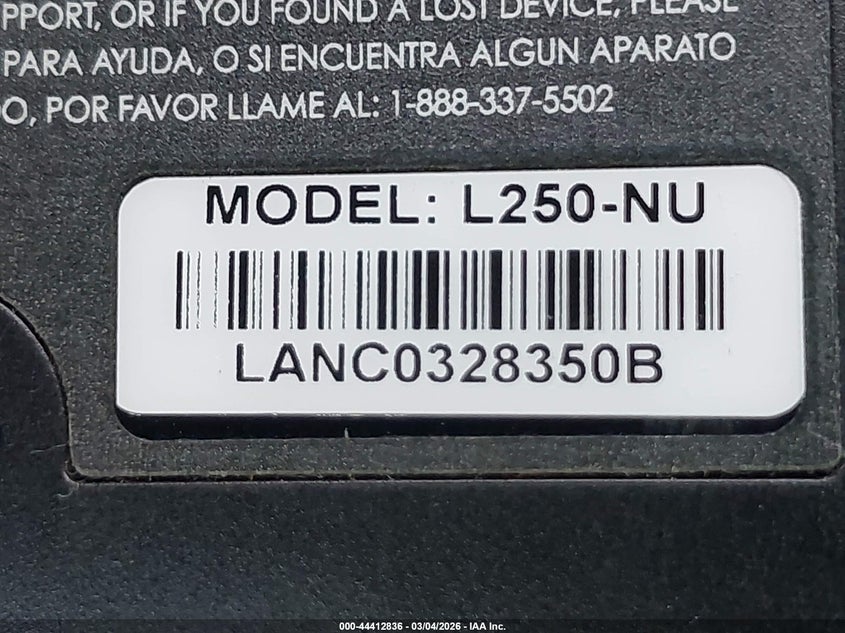 PPORT, OR IF YOU FOUND A LOST DEVICE, PLEASE
PARA AYUDA, O SI ENCUENTRA ALGUN APARATO
O, POR FAVOR LLAME AL: 1-888-337-5502
MODEL: L250-NU
LANC0328350B
000-44412836 - 03/04/2026 - IAA Inc.